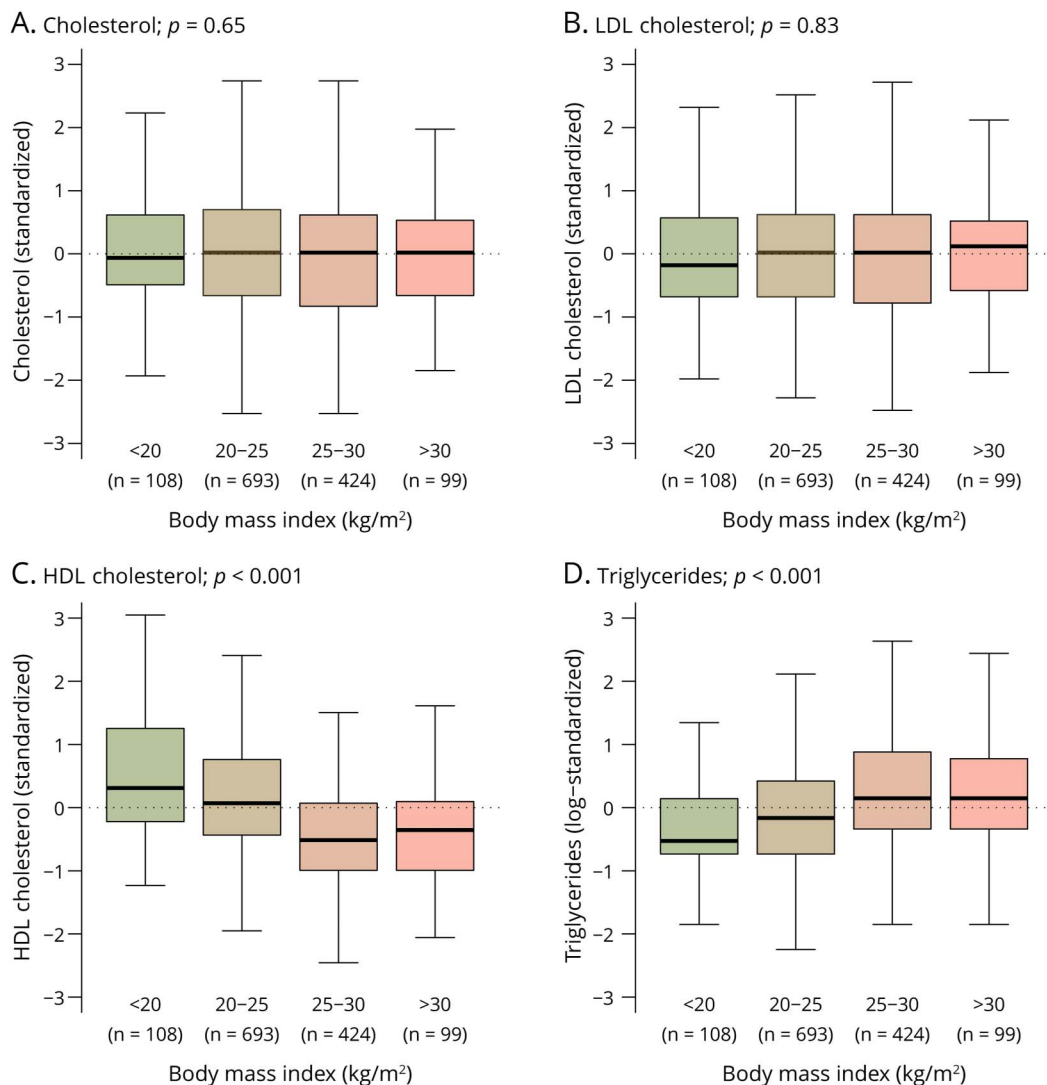 A. Cholesterol; p = 0.65
Cholesterol (standardized)
3
2
1
0
−1
−2
−3
<20 20−25 25−30 >30
(n = 108) (n = 693) (n = 424) (n = 99)
Body mass index (kg/m²)
B. LDL cholesterol; p = 0.83
LDL cholesterol (standardized)
3
2
1
0
−1
−2
−3
<20 20−25 25−30 >30
(n = 108) (n = 693) (n = 424) (n = 99)
Body mass index (kg/m²)
C. HDL cholesterol; p < 0.001
HDL cholesterol (standardized)
3
2
1
0
−1
−2
−3
<20 20−25 25−30 >30
(n = 108) (n = 693) (n = 424) (n = 99)
Body mass index (kg/m²)
D. Triglycerides; p < 0.001
Triglycerides (log−standardized)
3
2
1
0
−1
−2
−3
<20 20−25 25−30 >30
(n = 108) (n = 693) (n = 424) (n = 99)
Body mass index (kg/m²)